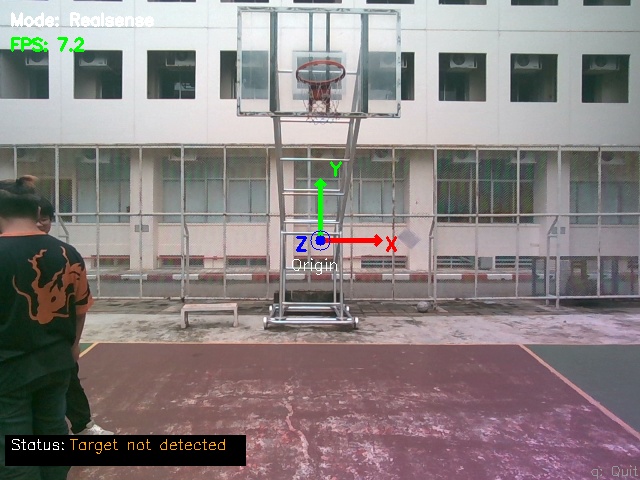 Mode: Realsense
FPS: 7.2
Y
Z
X
Origin
Status: Target not detected
q: Quit